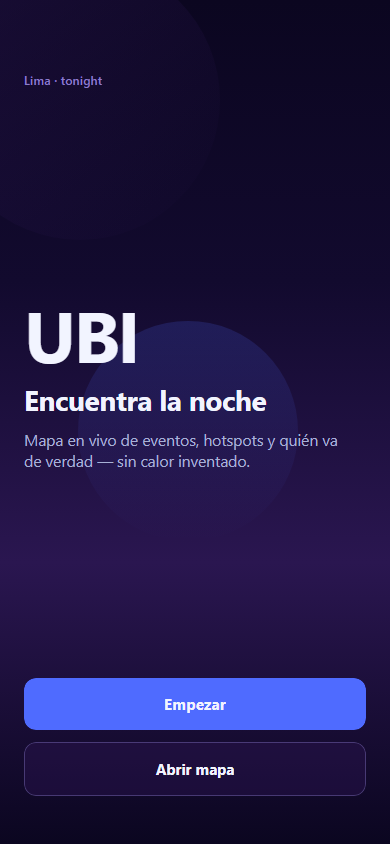 Lima · tonight
UBI
Encuentra la noche
Mapa en vivo de eventos, hotspots y quién va
de verdad — sin calor inventado.
Empezar
Abrir mapa